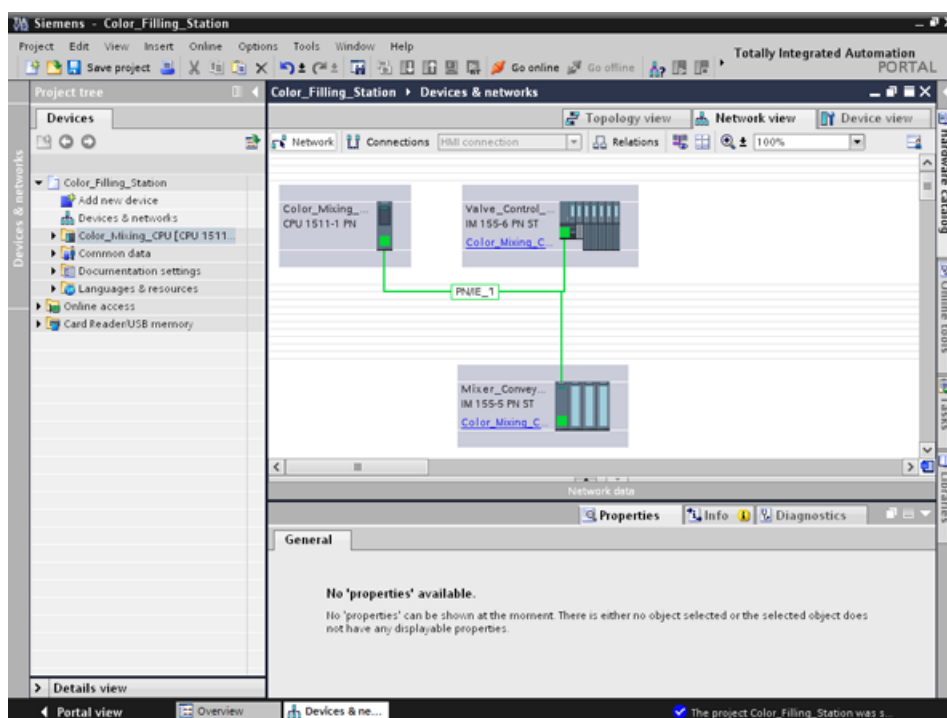 Siemens - Color_Filling_Station
Project Edit View Insert Online Options Tools Window Help
Save project Go online Go offline
Totally Integrated Automation
PORTAL
Project tree
Color_Filling_Station Devices & networks
Devices
Topology view Network view Device view
Network Connections HMI connection Relations 100%
Devices & networks
Color_Filling_Station
Add new device
Devices & networks
Color_Mixing_CPU [CPU 1511...
Common data
Documentation settings
Languages & resources
Online access
Card Reader/USB memory
Color_Mixing_...
CPU 1511-1 PN
Valve_Control_...
IM 155-6 PN ST
Color_Mixing_C...
PN/IE_1
Mixer_Convey...
IM 155-5 PN ST
Color_Mixing_C...
Hardware catalog
Online tools
Tasks
Libraries
Network data
Properties Info Diagnostics
General
No 'properties' available.
No 'properties' can be shown at the moment. There is either no object selected or the selected object does
not have any displayable properties.
Details view
Portal view Overview Devices & ne... The project Color_Filling_Station was s...